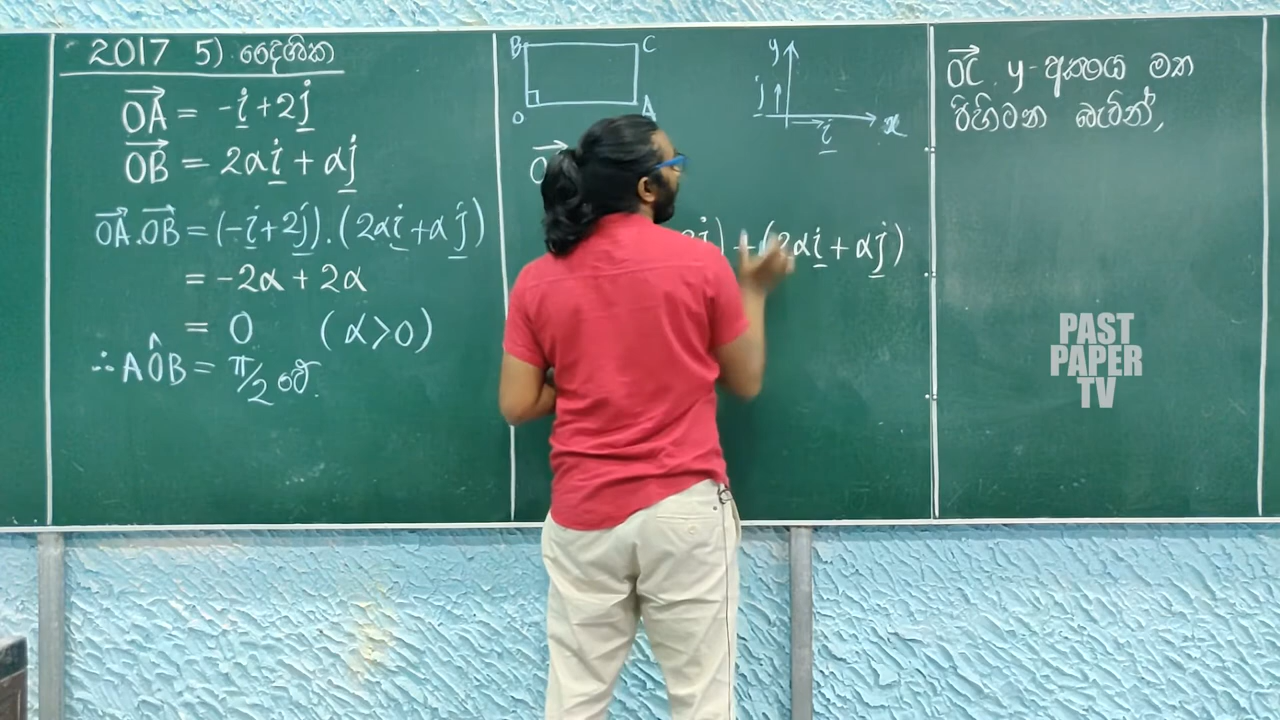 2017 5) දෛශික
OA = -i + 2j
OB = 2αi + αj
OA.OB = (-i + 2j).(2αi + αj)
= -2α + 2α
= 0 (α > 0)
∴ AÔB = π/2 වේ.
B C
O A
y
j
i x
O
2j) + (2αi + αj)
OC y-අක්ෂය මත
පිහිටන බැවින්,
PAST
PAPER
TV